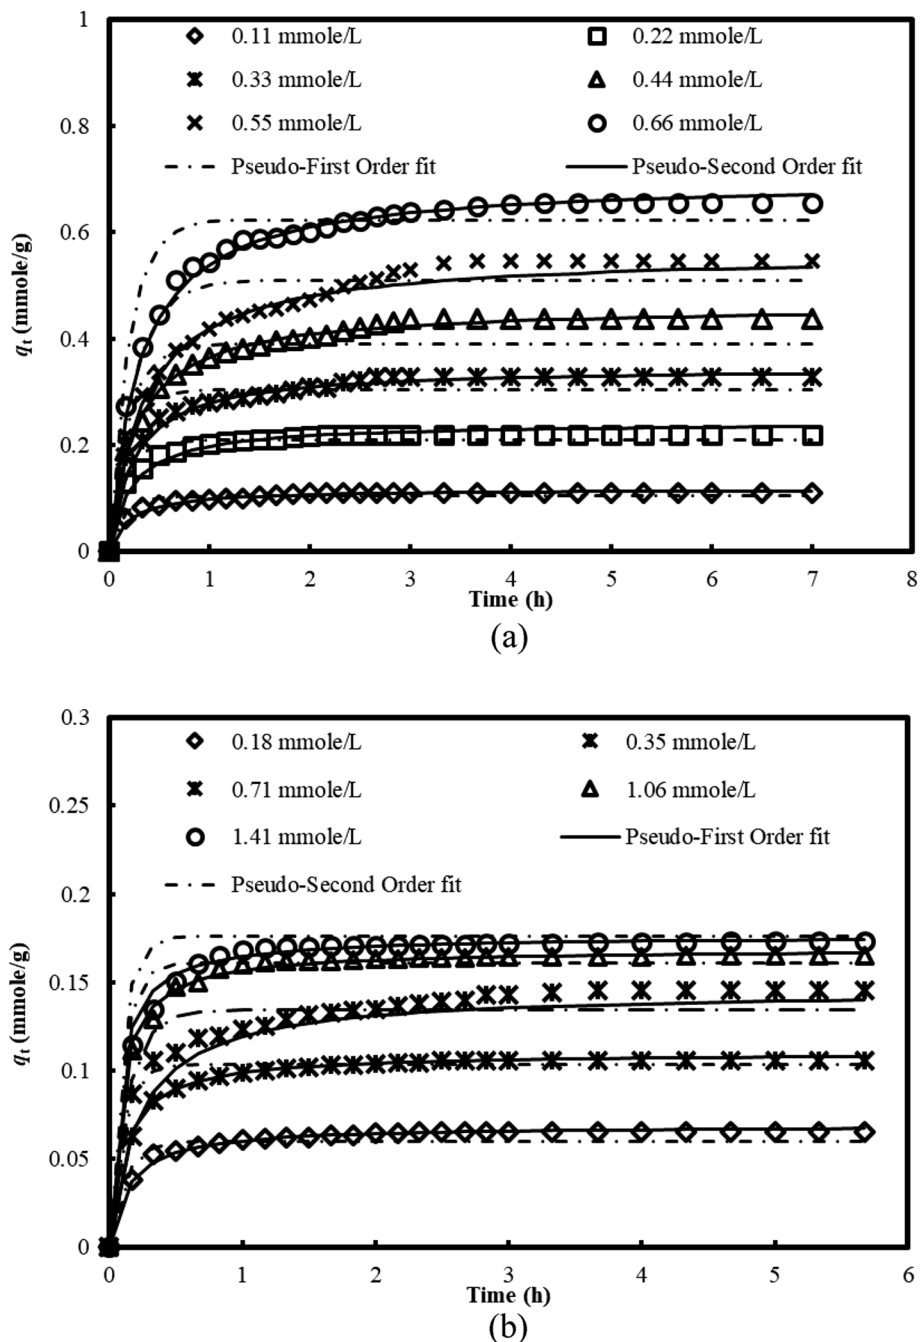 1
0.8
0.6
0.4
0.2
0
qt (mmole/g)
0.11 mmole/L
0.22 mmole/L
0.33 mmole/L
0.44 mmole/L
0.55 mmole/L
0.66 mmole/L
Pseudo-First Order fit
Pseudo-Second Order fit
0 1 2 3 4 5 6 7 8
Time (h)
(a)
0.3
0.25
0.2
0.15
0.1
0.05
0
qt (mmole/g)
0.18 mmole/L
0.35 mmole/L
0.71 mmole/L
1.06 mmole/L
1.41 mmole/L
Pseudo-First Order fit
Pseudo-Second Order fit
0 1 2 3 4 5 6
Time (h)
(b)